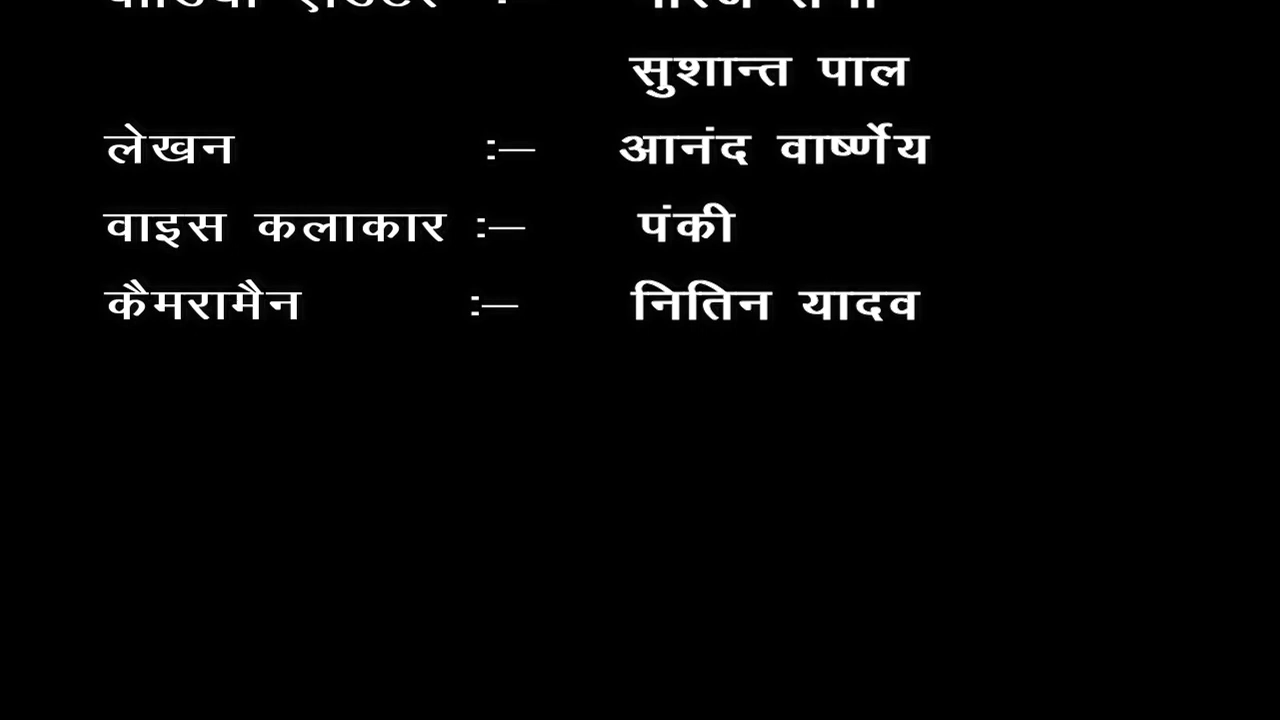 सुशान्त पाल
लेखन :— आनंद वार्ष्णेय
वाइस कलाकार :— पंकी
कैमरामैन :— नितिन यादव